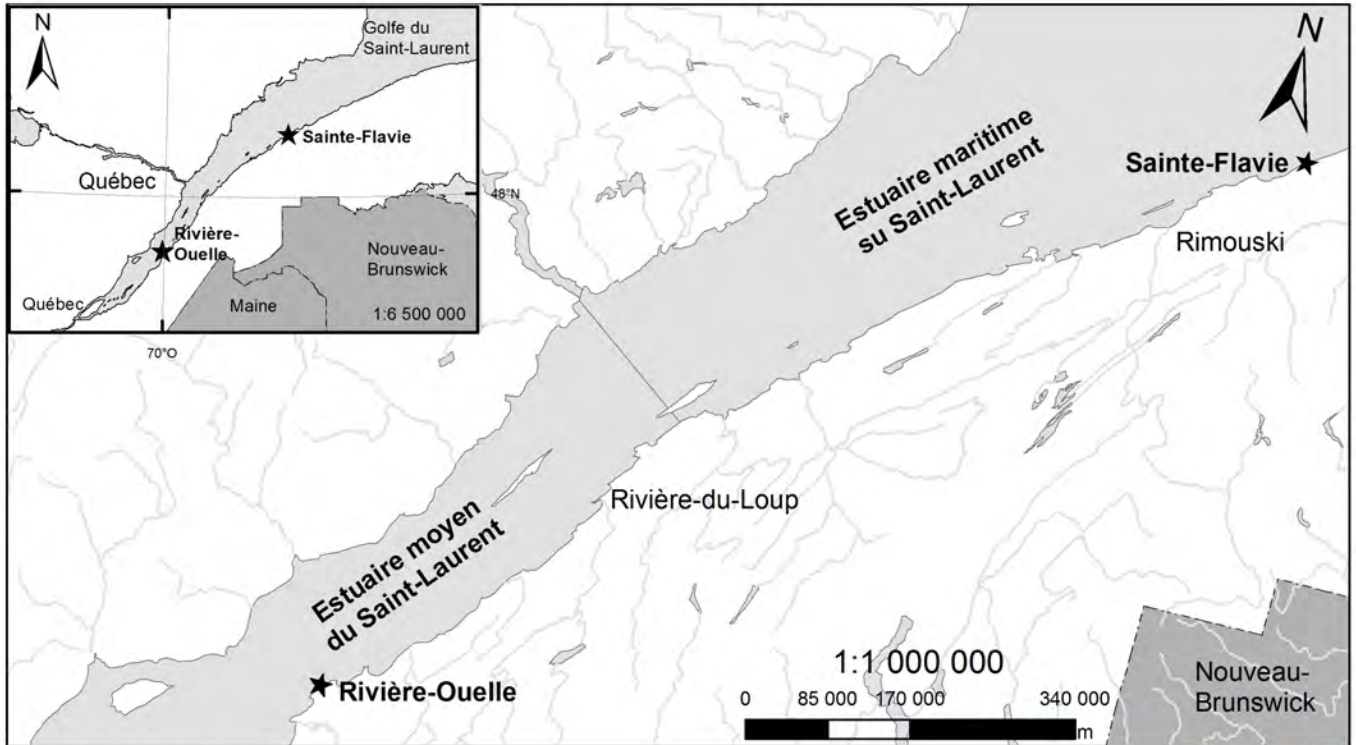 N
Golfe du
Saint-Laurent
Sainte-Flavie
Québec
48°N
Rivière-
Ouelle
Nouveau-
Brunswick
Québec
Maine
1:6 500 000
70°O
N
Estuaire maritime
su Saint-Laurent
Sainte-Flavie
Rimouski
Rivière-du-Loup
Estuaire moyen
du Saint-Laurent
Rivière-Ouelle
1:1 000 000
0 85 000 170 000 340 000
m
Nouveau-
Brunswick